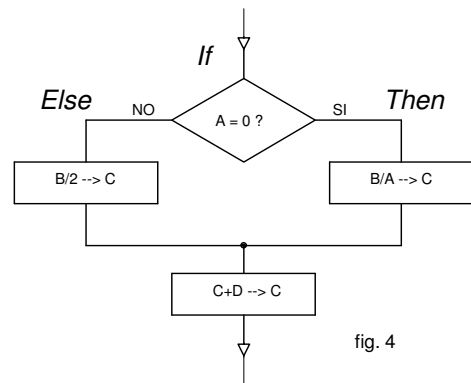 If
Else
NO
A = 0 ?
SI
Then
B/2 --> C
B/A --> C
C+D --> C
fig. 4